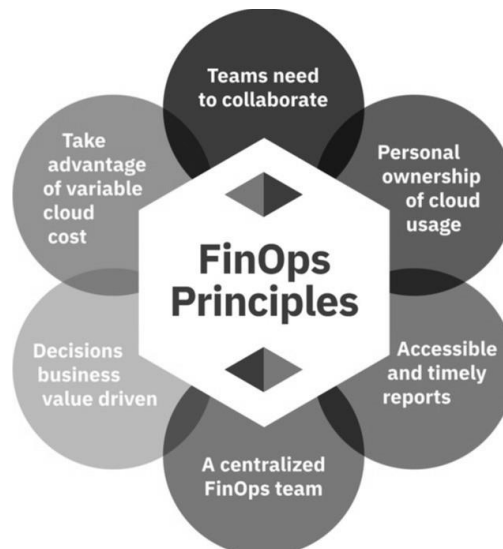 Teams need
to collaborate
Personal
ownership
of cloud
usage
Accessible
and timely
reports
A centralized
FinOps team
Decisions
business
value driven
Take
advantage
of variable
cloud
cost
FinOps
Principles